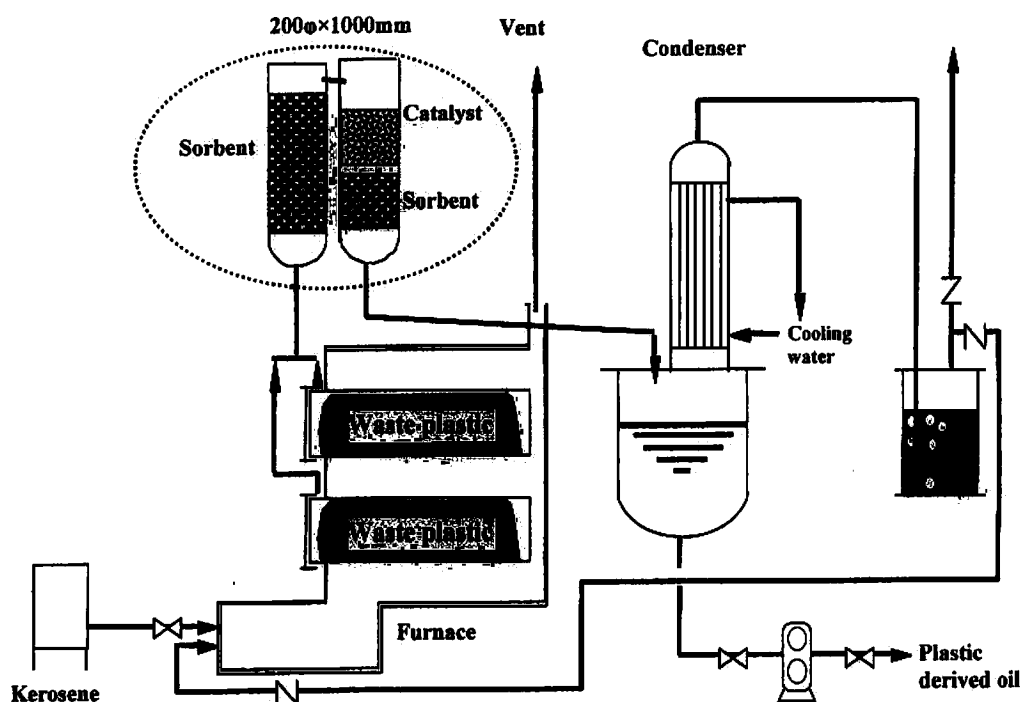 200φ×1000mm
Vent
Condenser
Catalyst
Sorbent
Sorbent
Cooling
water
Waste plastic
Waste plastic
Furnace
Kerosene
Plastic
derived oil